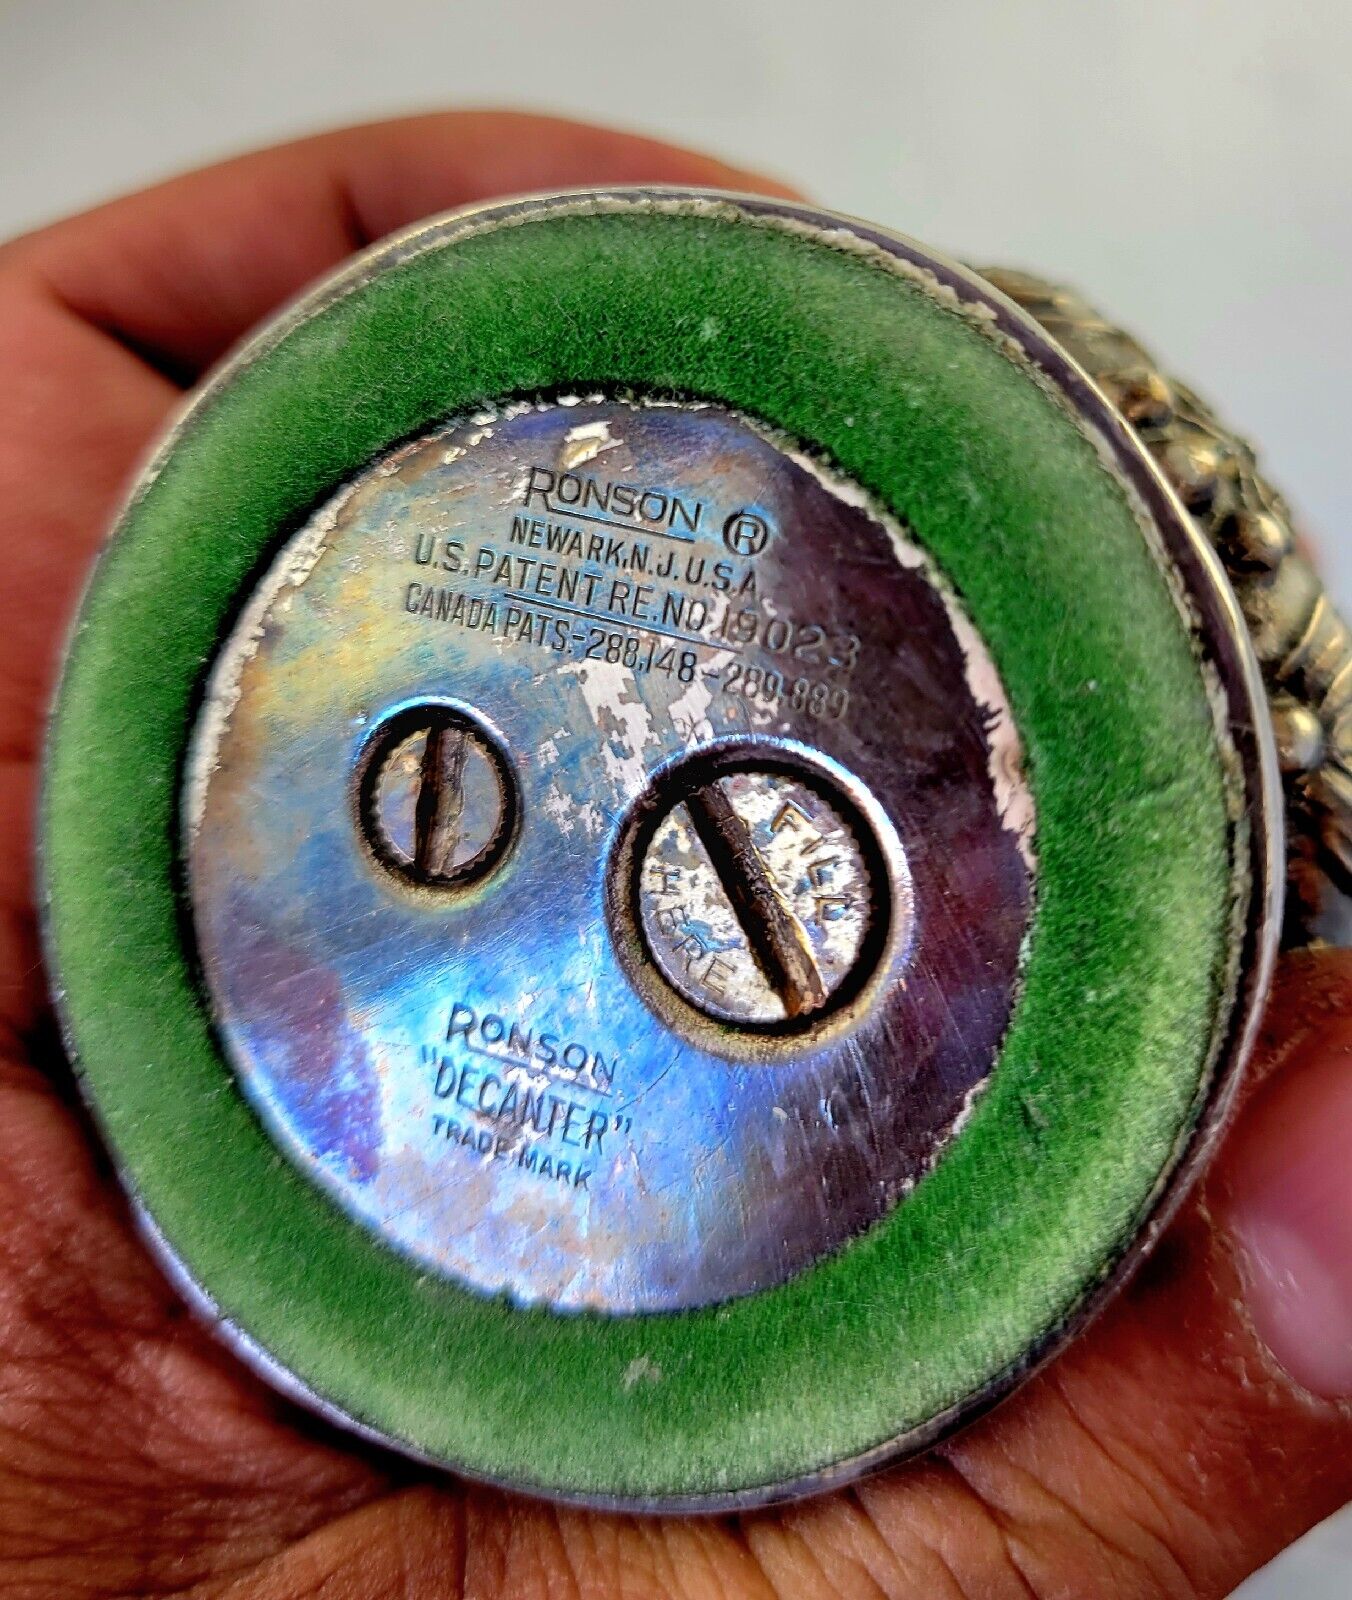 RONSON ®
NEWARK, N.J. U.S.A.
U.S. PATENT RE. NO. 19023
CANADA PATS.-288,148-289,889
FILL
HERE
RONSON
"DECANTER"
TRADE MARK